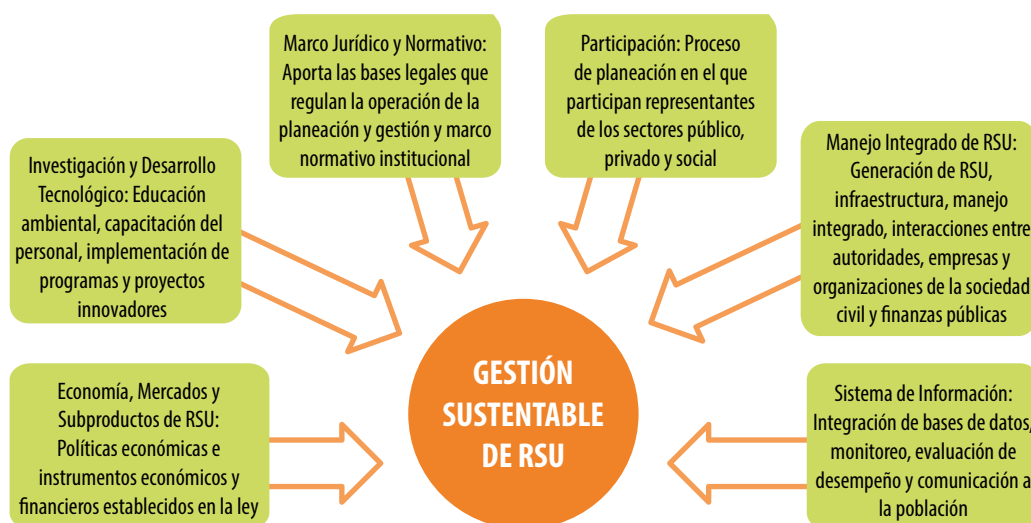 Marco Jurídico y Normativo:
Aporta las bases legales que
regulan la operación de la
planeación y gestión y marco
normativo institucional
Participación: Proceso
de planeación en el que
participan representantes
de los sectores público,
privado y social
Investigación y Desarrollo
Tecnológico: Educación
ambiental, capacitación del
personal, implementación de
programas y proyectos
innovadores
Manejo Integrado de RSU:
Generación de RSU,
infraestructura, manejo
integrado, interacciones entre
autoridades, empresas y
organizaciones de la sociedad
civil y finanzas públicas
GESTIÓN
SUSTENTABLE
DE RSU
Economía, Mercados y
Subproductos de RSU:
Políticas económicas e
instrumentos económicos y
financieros establecidos en la ley
Sistema de Información:
Integración de bases de datos,
monitoreo, evaluación de
desempeño y comunicación a
la población